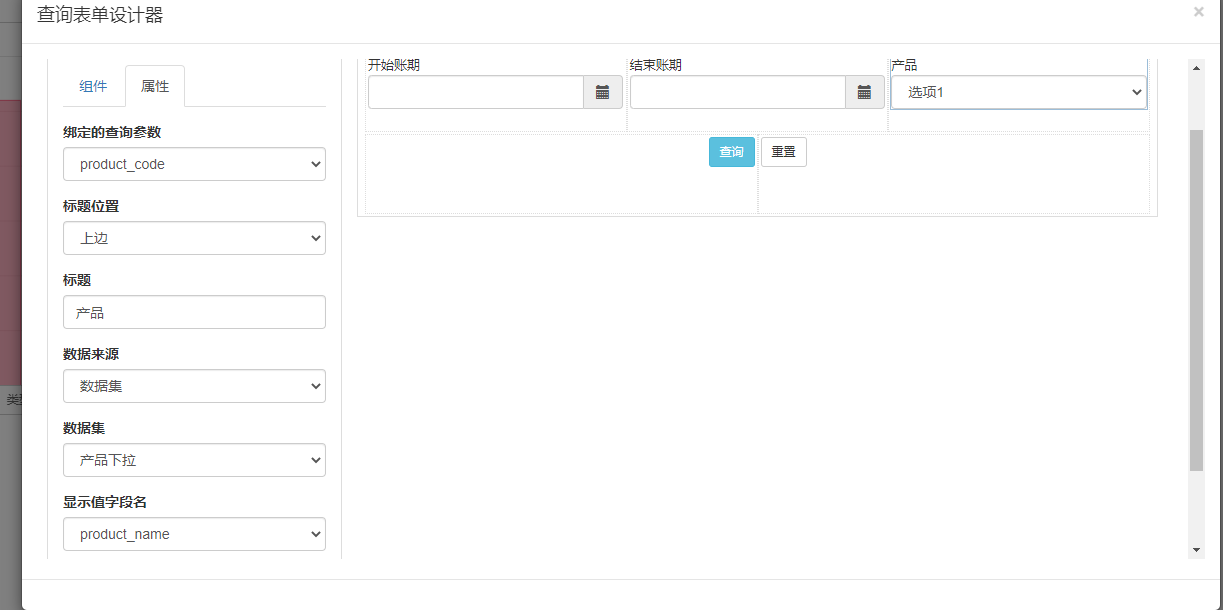 查询表单设计器
×
组件 属性
绑定的查询参数
product_code
标题位置
上边
标题
产品
数据来源
数据集
数据集
产品下拉
显示值字段名
product_name
开始账期 结束账期 产品
选项1
查询 重置